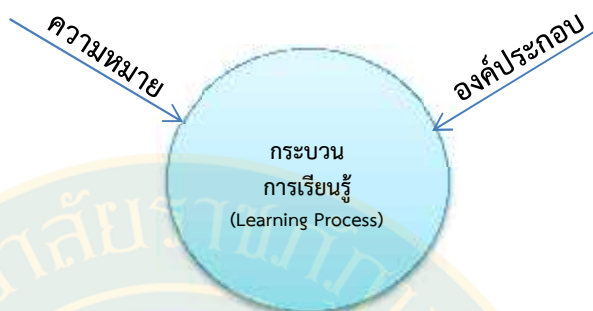 ความหมาย
องค์ประกอบ
กระบวน
การเรียนรู้
(Learning Process)